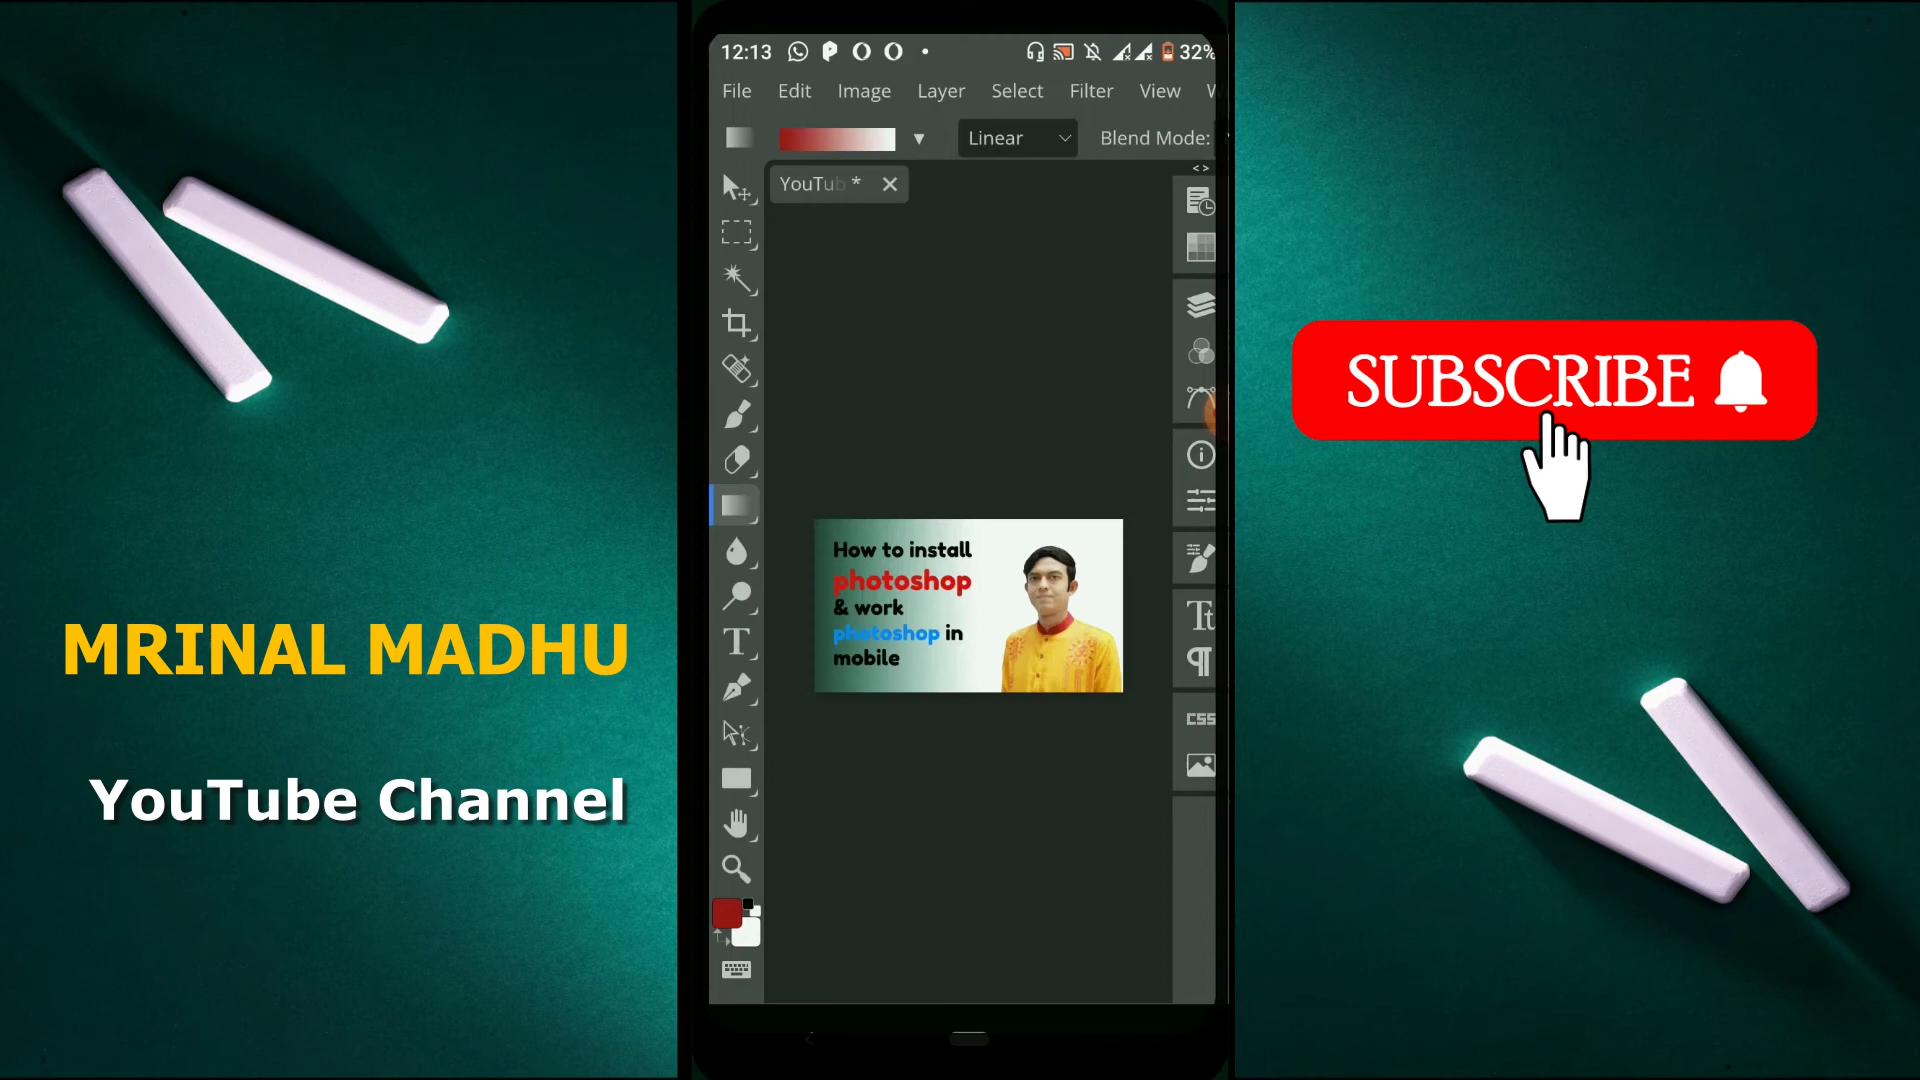 12:13
32%
File Edit Image Layer Select Filter View W
Linear
Blend Mode:
YouTub *
How to install
photoshop
& work
photoshop in
mobile
CSS
MRINAL MADHU
YouTube Channel
SUBSCRIBE